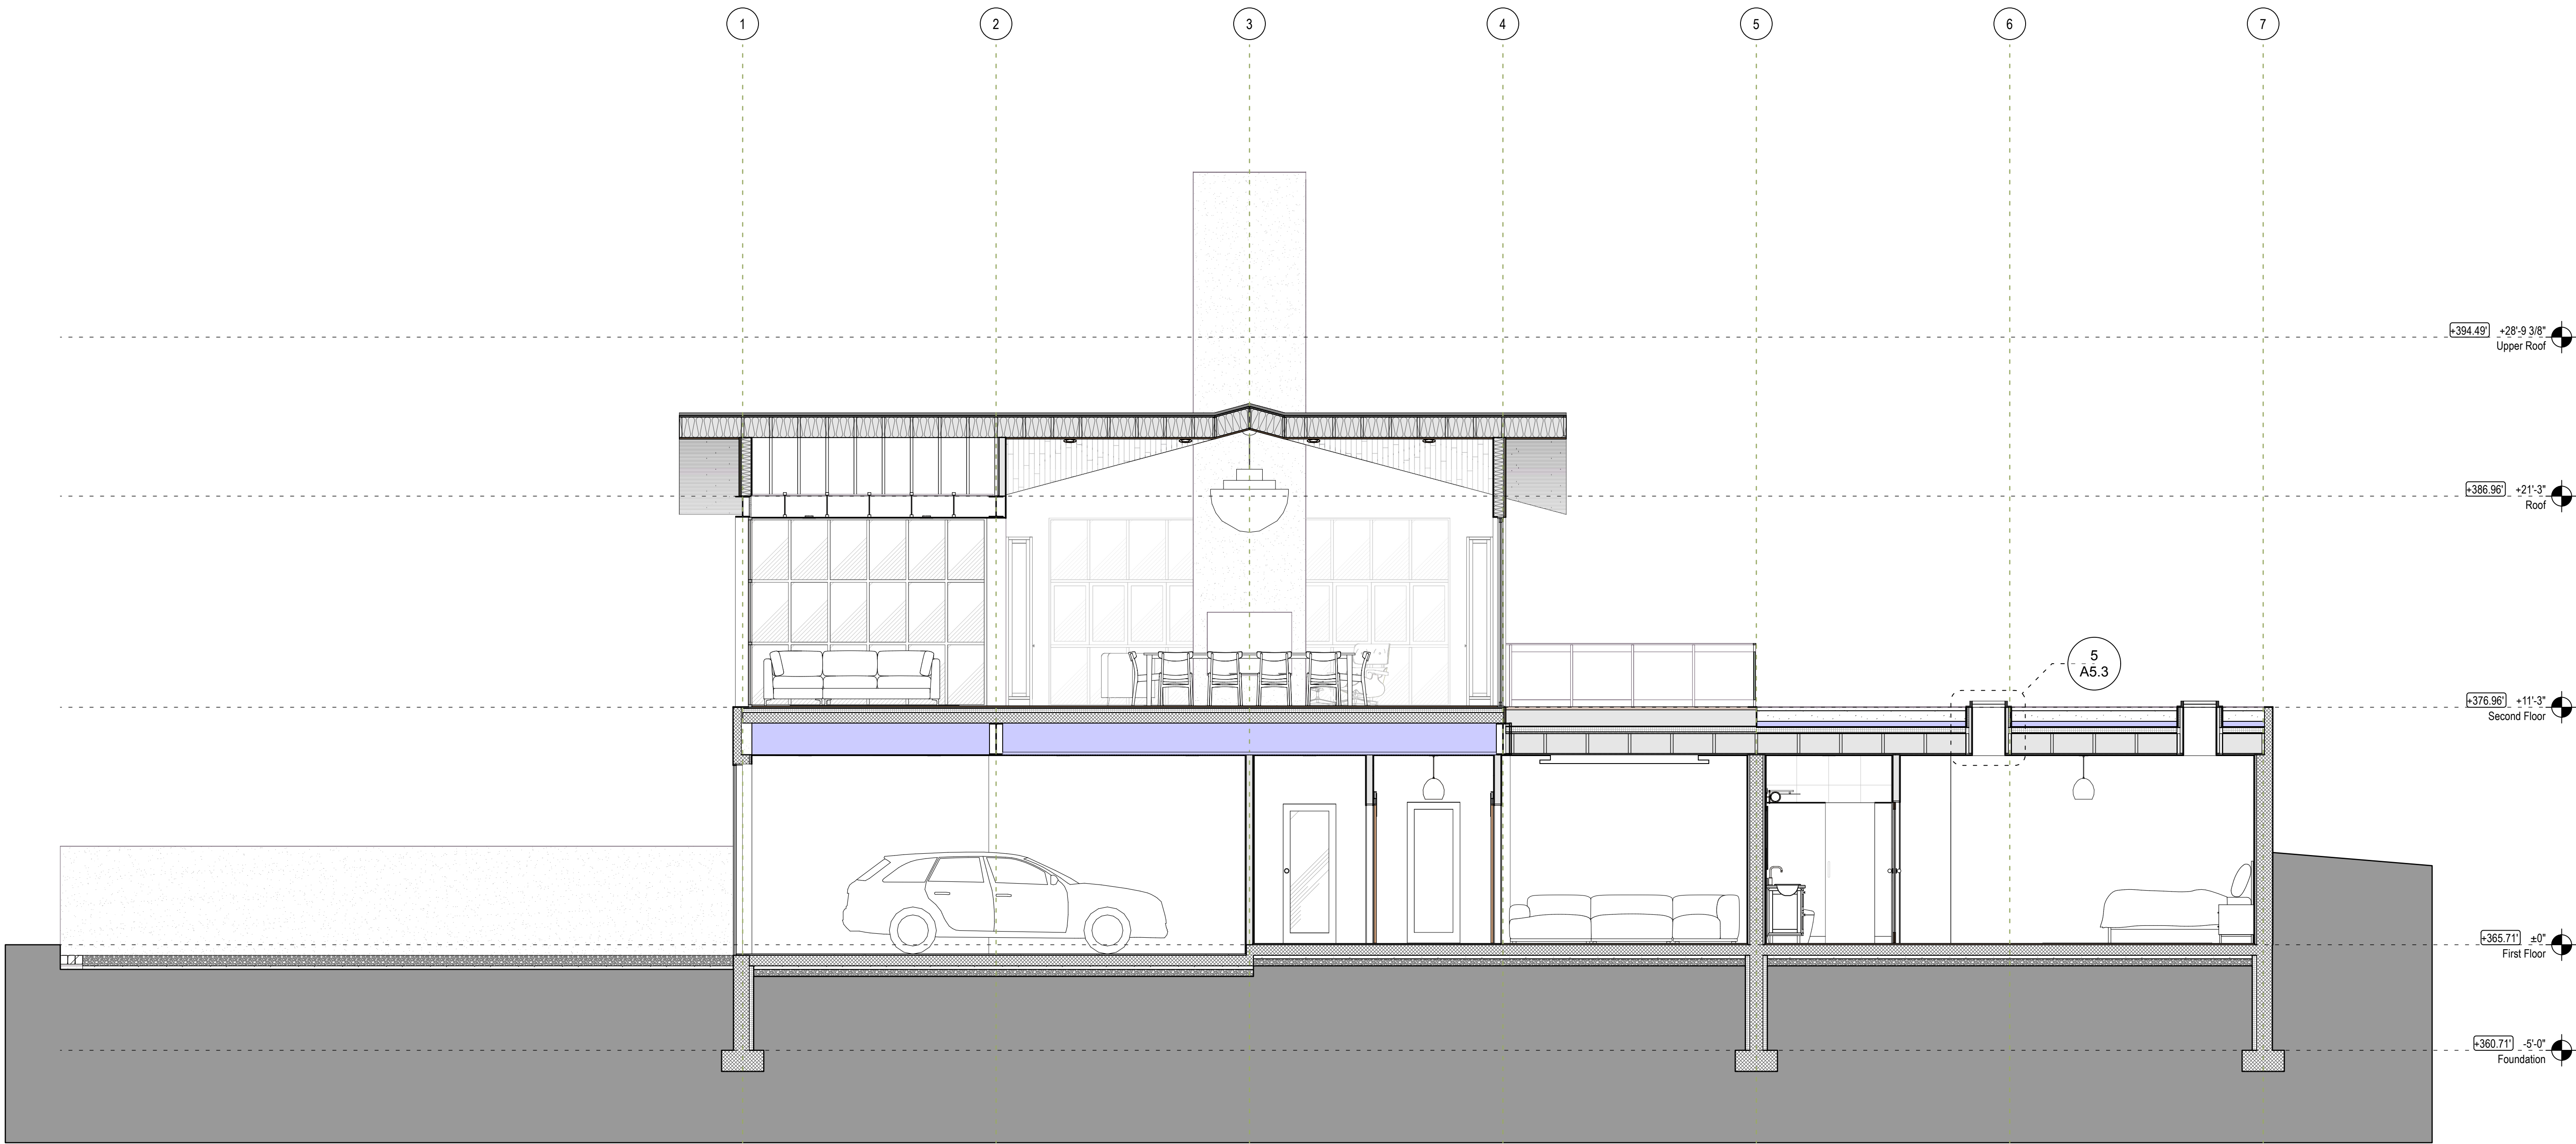 1 2 3 4 5 6 7
+394.49' +28'-9 3/8"
Upper Roof
+386.96' +21'-3"
Roof
5
A5.3
+376.96' +11'-3"
Second Floor
+365.71' ±0"
First Floor
+360.71' -5'-0"
Foundation